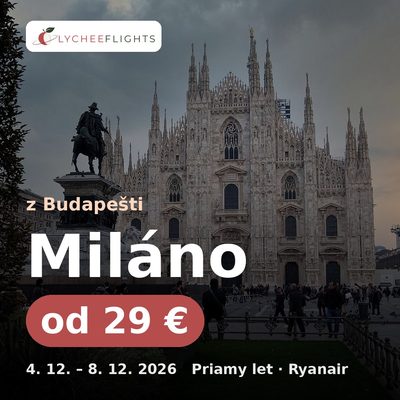 LYCHEEFLIGHTS
z Budapešti
Miláno
od 29 €
4. 12. – 8. 12. 2026 Priamy let · Ryanair